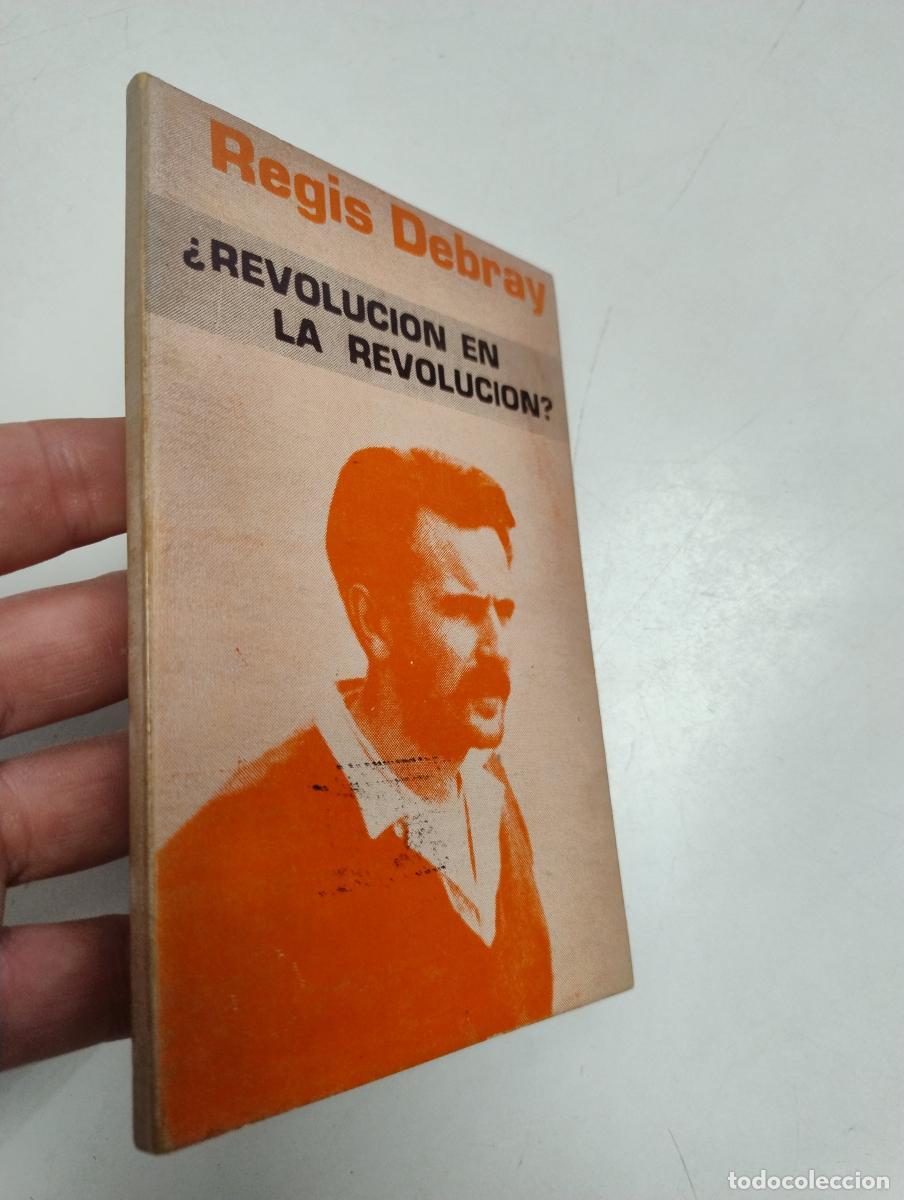 Regis Debray
¿REVOLUCION EN
LA REVOLUCION?
todocoleccion